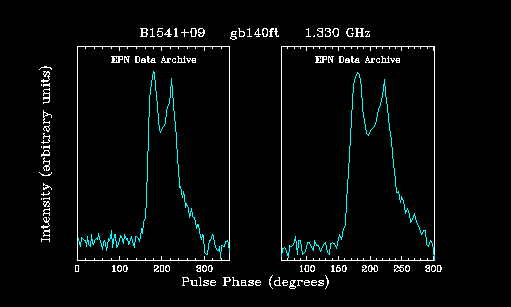 B1541+09 gb140ft 1.330 GHz
EPN Data Archive EPN Data Archive
Intensity (arbitrary units)
0 100 200 300 100 150 200 250 300
Pulse Phase (degrees)